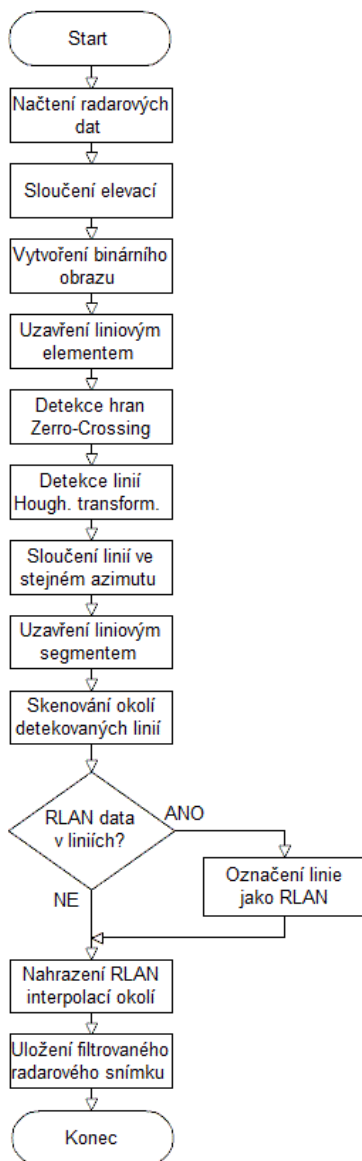 Start
Načtení radarových
dat
Sloučení elevací
Vytvoření binárního
obrazu
Uzavření liniovým
elementem
Detekce hran
Zerro-Crossing
Detekce linií
Hough. transform.
Sloučení linií ve
stejném azimutu
Uzavření liniovým
segmentem
Skenování okolí
detekovaných linií
RLAN data
v liniích?
ANO
Označení linie
jako RLAN
NE
Nahrazení RLAN
interpolací okolí
Uložení filtrovaného
radarového snímku
Konec